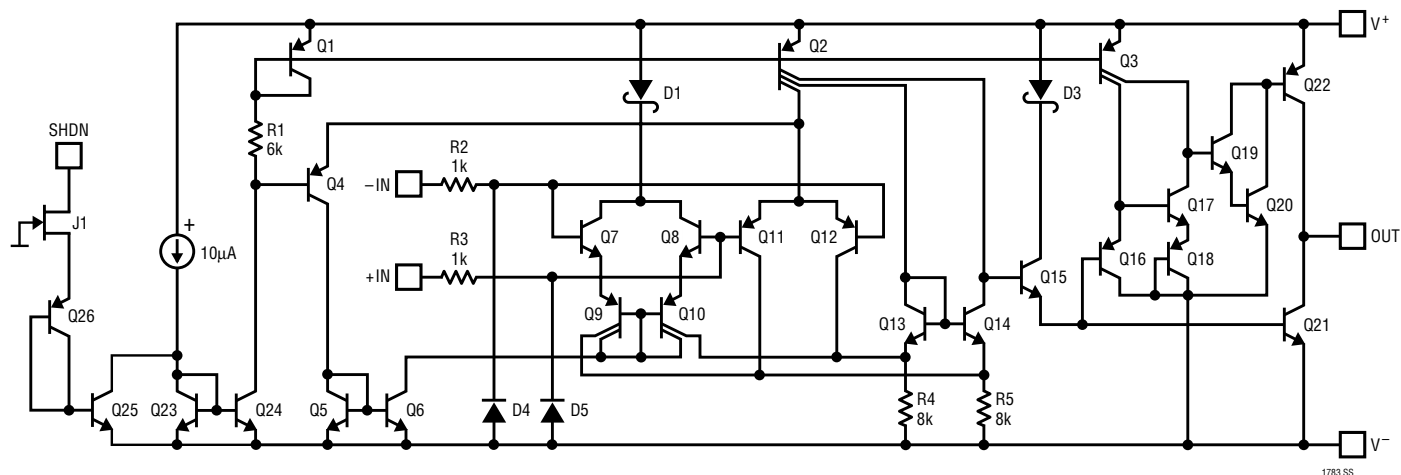 V+
Q1
Q2
Q3
Q22
D1
D3
SHDN
R1
6k
R2
1k
–IN
Q4
Q19
Q20
Q17
J1
+
10µA
Q7
Q8
Q11
Q12
R3
1k
+IN
OUT
Q16
Q18
Q15
Q26
Q9
Q10
Q13
Q14
Q21
Q25
Q23
Q24
Q5
Q6
D4
D5
R4
8k
R5
8k
V–
1783 SS